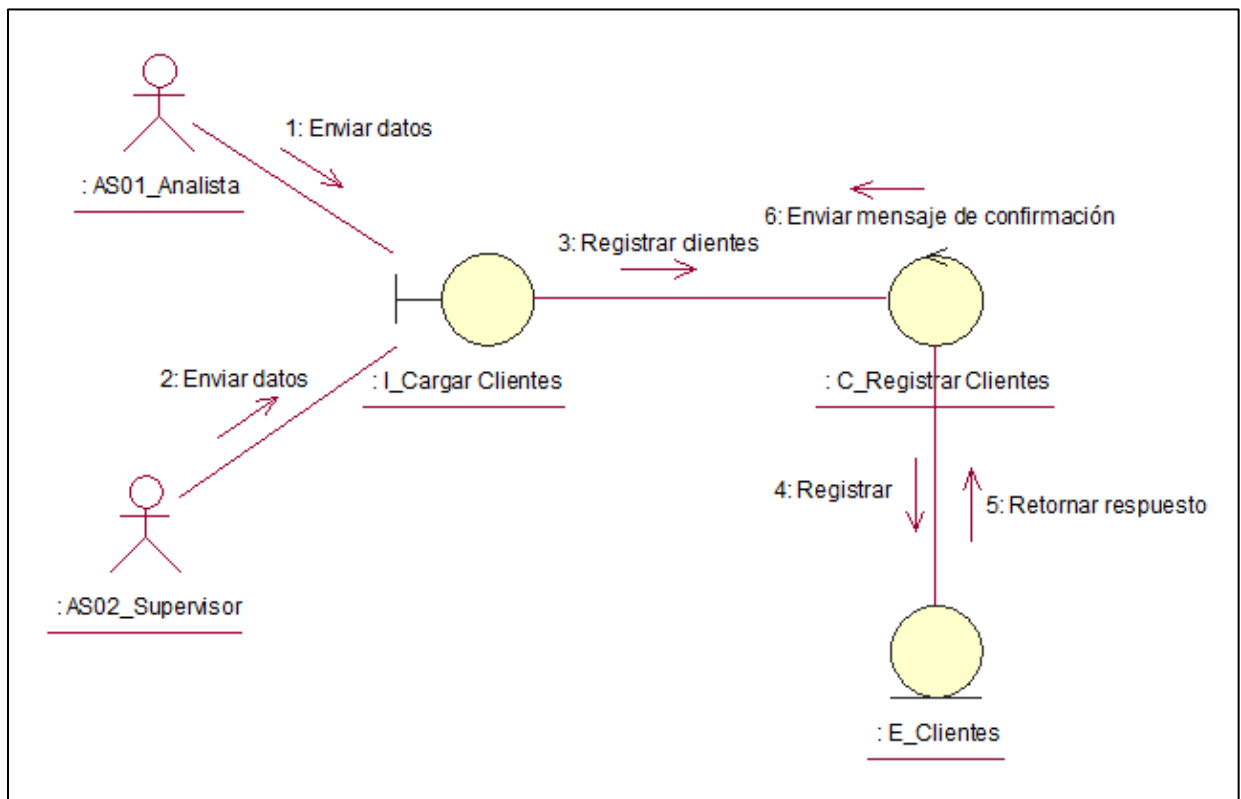 1: Enviar datos
: AS01_Analista
6: Enviar mensaje de confirmación
3: Registrar clientes
2: Enviar datos
: I_Cargar Clientes
: C_Registrar Clientes
4: Registrar
5: Retornar respuesto
: AS02_Supervisor
: E_Clientes